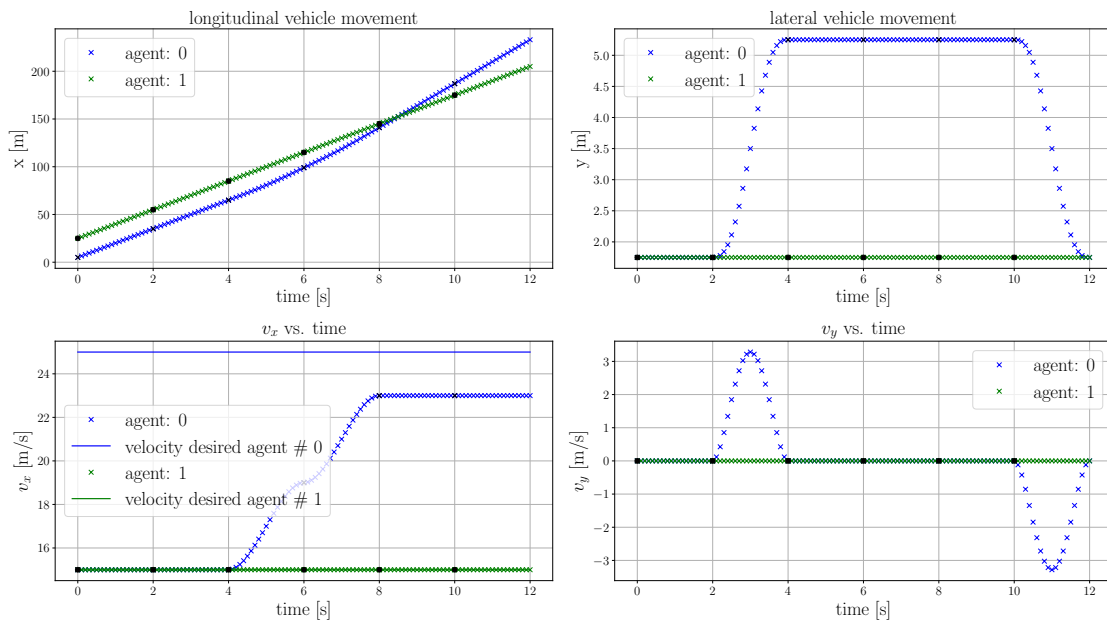 longitudinal vehicle movement
agent: 0
agent: 1
x [m]
200
150
100
50
0
0 2 4 6 8 10 12
time [s]
lateral vehicle movement
agent: 0
agent: 1
y [m]
5.0
4.5
4.0
3.5
3.0
2.5
2.0
0 2 4 6 8 10 12
time [s]
v_x vs. time
agent: 0
velocity desired agent # 0
agent: 1
velocity desired agent # 1
v_x [m/s]
24
22
20
18
16
0 2 4 6 8 10 12
time [s]
v_y vs. time
agent: 0
agent: 1
v_y [m/s]
3
2
1
0
−1
−2
−3
0 2 4 6 8 10 12
time [s]